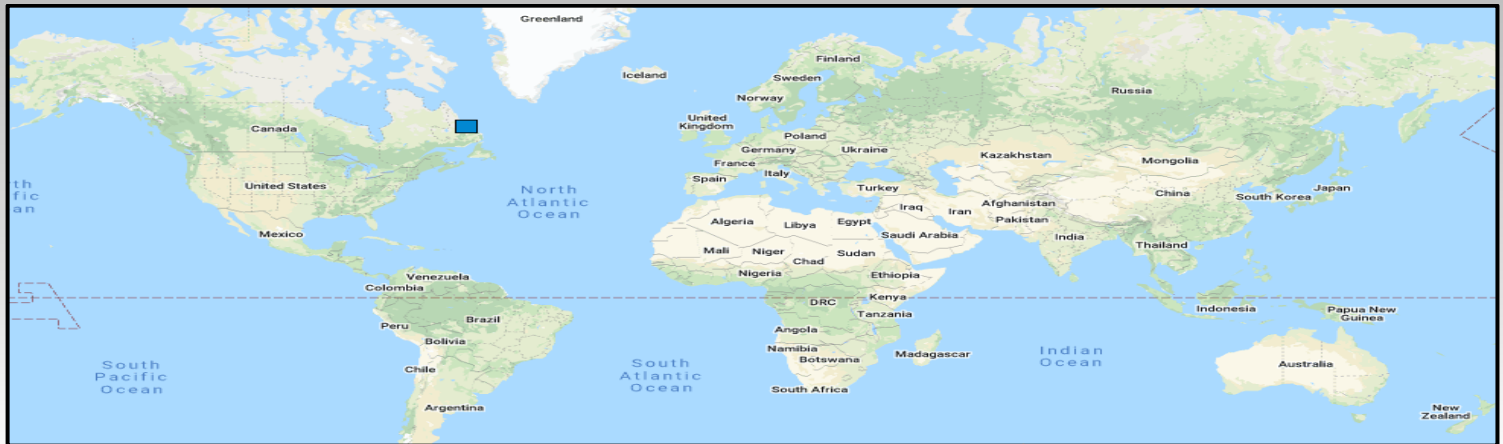 Greenland
Iceland
Finland
Sweden
Norway
Russia
United
Kingdom
Canada
Poland
Germany
Ukraine
France
Kazakhstan
Mongolia
Italy
Spain
United States
Turkey
China
Japan
South Korea
th
fic
an
North
Atlantic
Ocean
Iraq
Iran
Afghanistan
Pakistan
Algeria
Libya
Egypt
Saudi Arabia
Mexico
India
Thailand
Mali
Niger
Chad
Sudan
Nigeria
Ethiopia
Venezuela
Colombia
DRC
Kenya
Tanzania
Indonesia
Papua New
Guinea
Peru
Brazil
Bolivia
Angola
Namibia
Botswana
Madagascar
South
Pacific
Ocean
South
Atlantic
Ocean
Indian
Ocean
Chile
Australia
South Africa
Argentina
New
Zealand